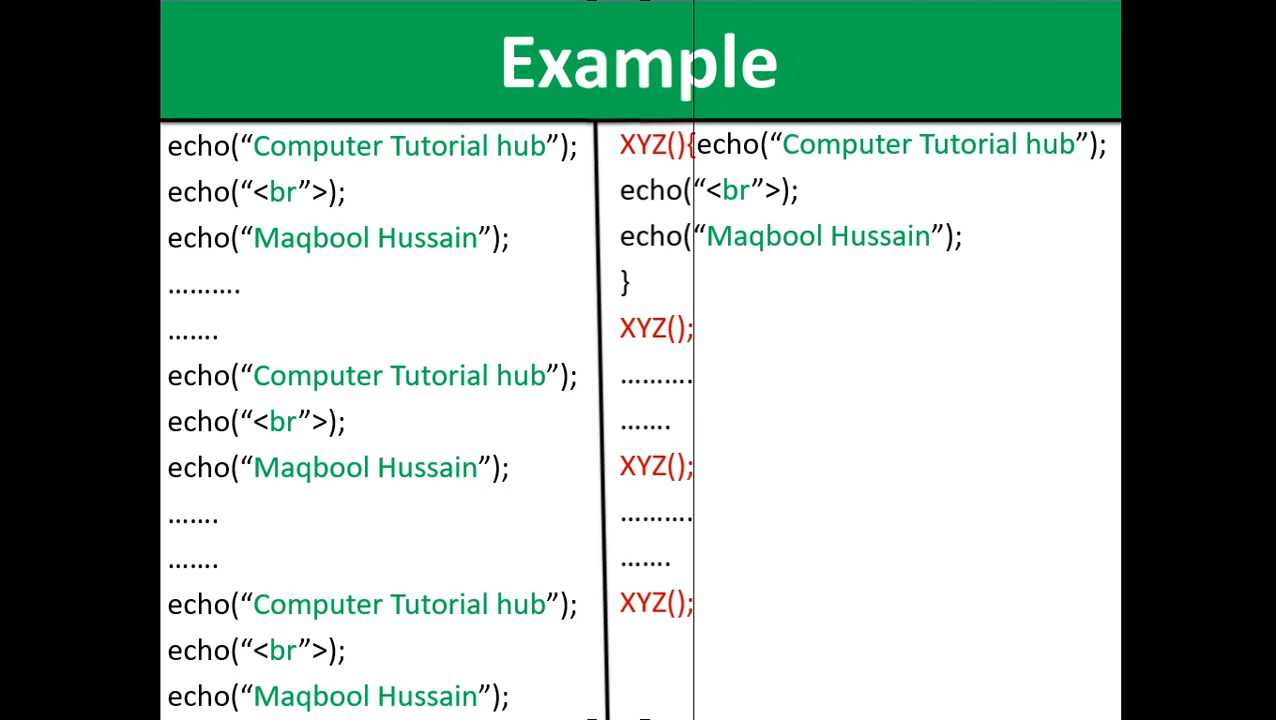 Example
echo(“Computer Tutorial hub”);
echo(“<br”>);
echo(“Maqbool Hussain”);
……….
…….
echo(“Computer Tutorial hub”);
echo(“<br”>);
echo(“Maqbool Hussain”);
…….
…….
echo(“Computer Tutorial hub”);
echo(“<br”>);
echo(“Maqbool Hussain”);
XYZ(){echo(“Computer Tutorial hub”);
echo(“<br”>);
echo(“Maqbool Hussain”);
}
XYZ();
……….
…….
XYZ();
……….
…….
XYZ();